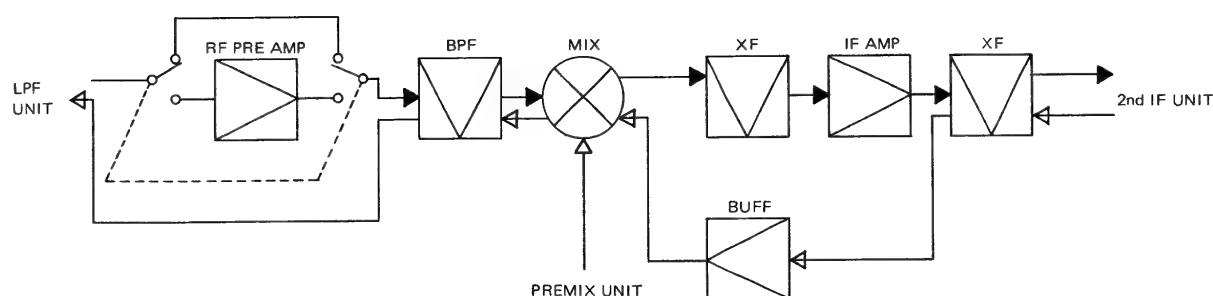 RF PRE AMP
BPF
MIX
XF
IF AMP
XF
LPF
UNIT
2nd IF UNIT
BUFF
PREMIX UNIT